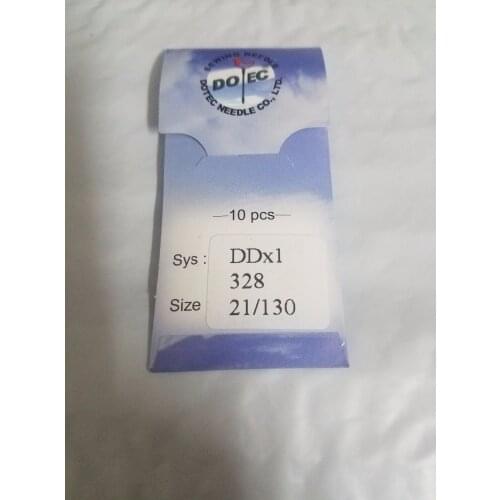 SEWING NEEDLE
DOTEC
DOTEC NEEDLE CO., LTD.
10 pcs
Sys : DDx1
328
Size 21/130